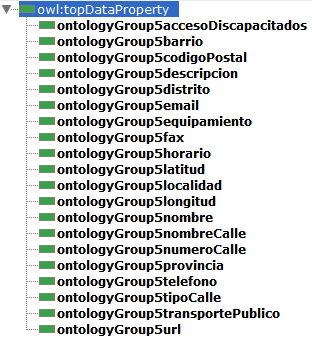 owl:topDataProperty
ontologyGroup5accesoDiscapacitados
ontologyGroup5barrio
ontologyGroup5codigoPostal
ontologyGroup5descripcion
ontologyGroup5distrito
ontologyGroup5email
ontologyGroup5equipamiento
ontologyGroup5fax
ontologyGroup5horario
ontologyGroup5latitud
ontologyGroup5localidad
ontologyGroup5longitud
ontologyGroup5nombre
ontologyGroup5nombreCalle
ontologyGroup5numeroCalle
ontologyGroup5provincia
ontologyGroup5telefono
ontologyGroup5tipoCalle
ontologyGroup5transportePublico
ontologyGroup5url